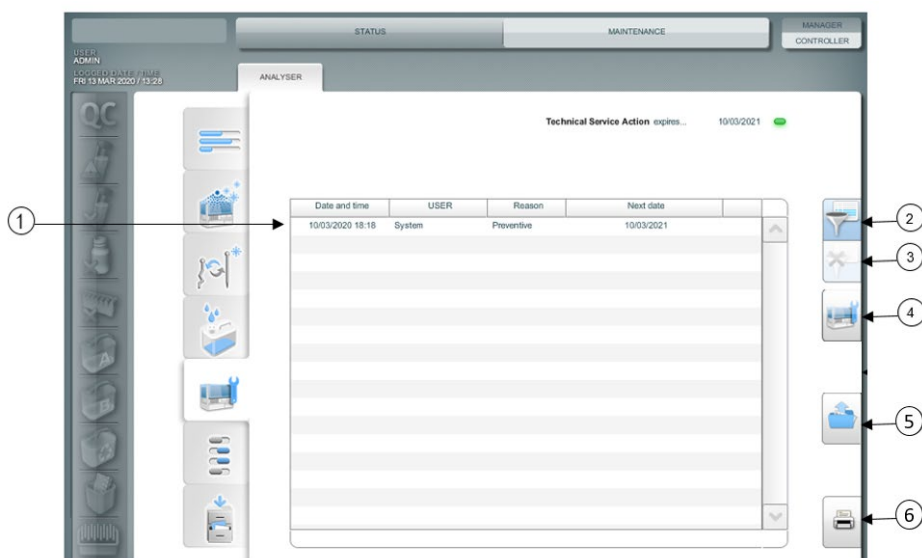 STATUS
MAINTENANCE
MANAGER
CONTROLLER
USER
ADMIN
LOGGED DATE / TIME
FRI 13 MAR 2020 / 13:28
ANALYSER
QC
Technical Service Action expires... 10/03/2021
Date and time USER Reason Next date
10/03/2020 18:18 System Preventive 10/03/2021
1
2
3
4
5
6
A
B